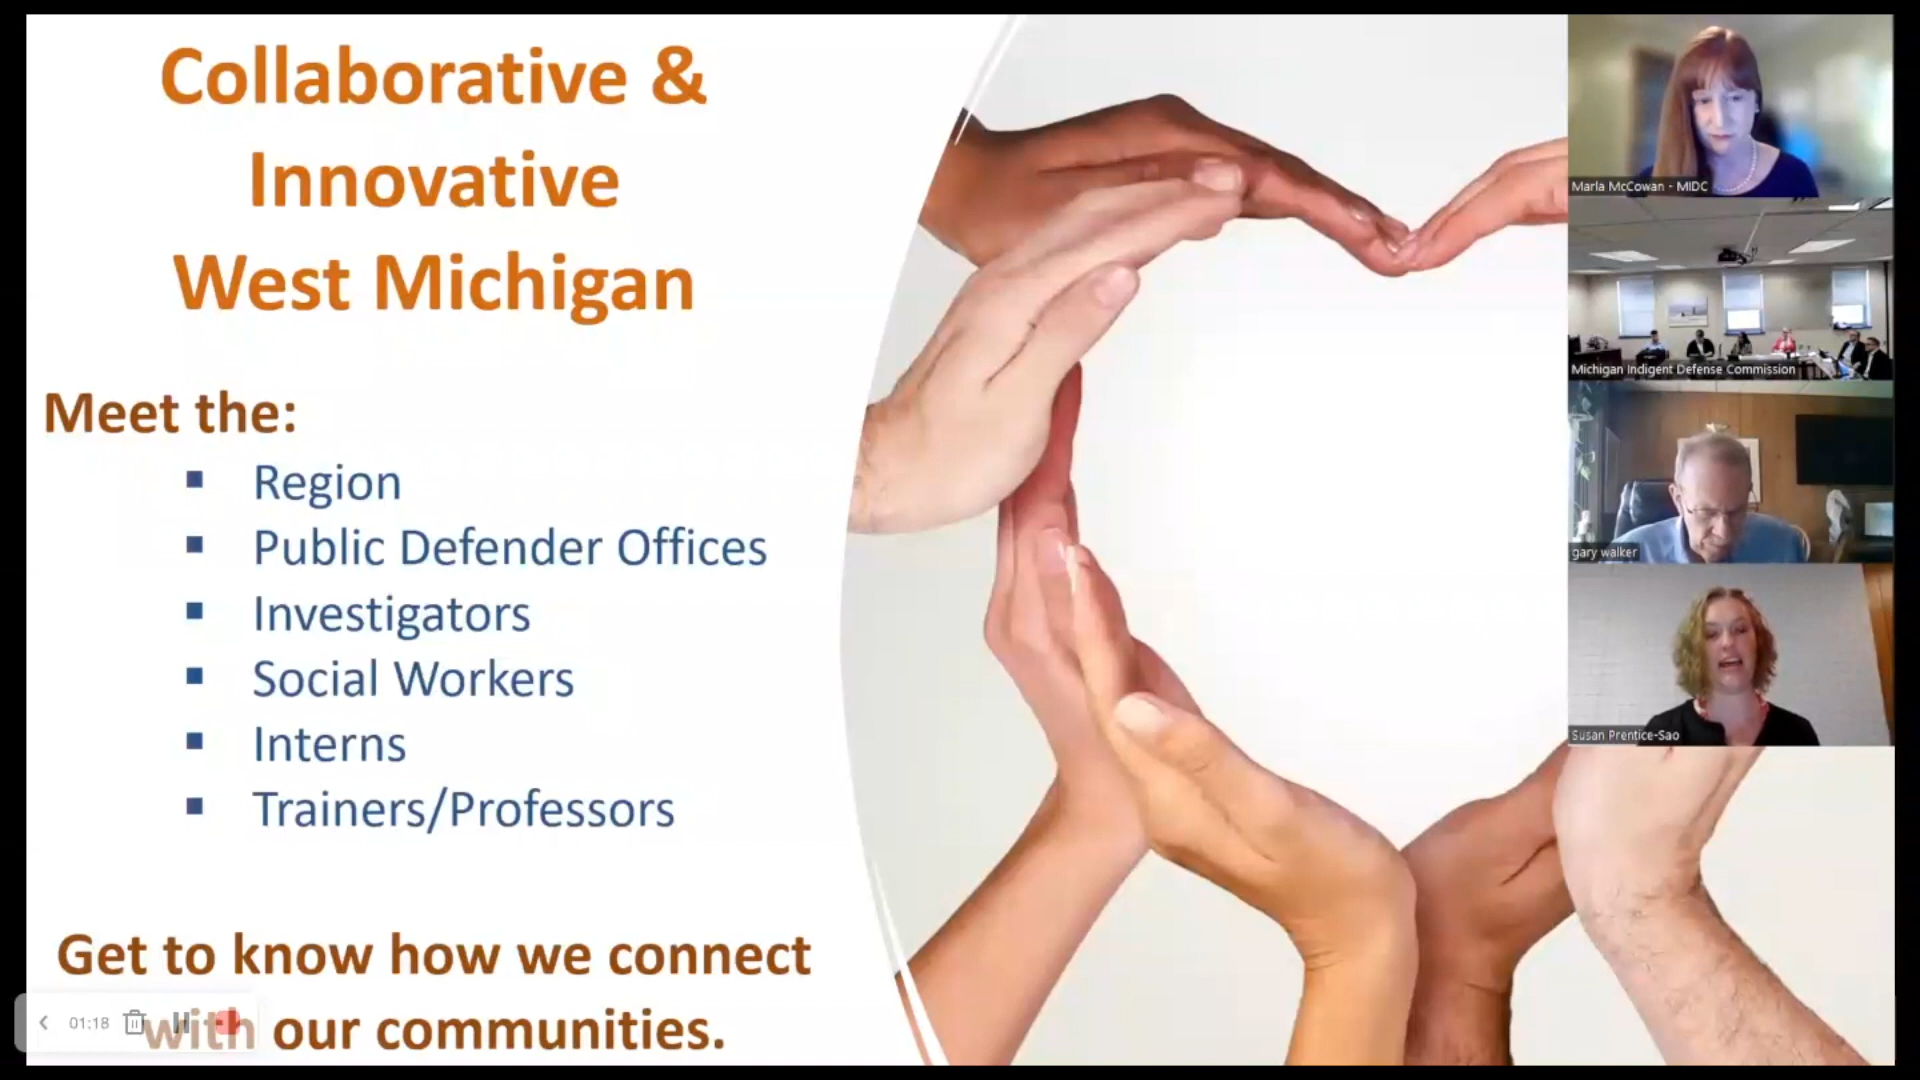 Collaborative &
Innovative
West Michigan
Meet the:
Region
Public Defender Offices
Investigators
Social Workers
Interns
Trainers/Professors
Get to know how we connect
with our communities.
01:18
Marla McCowan - MIDC
Michigan Indigent Defense Commission
gary walker
Susan Prentice-Sao